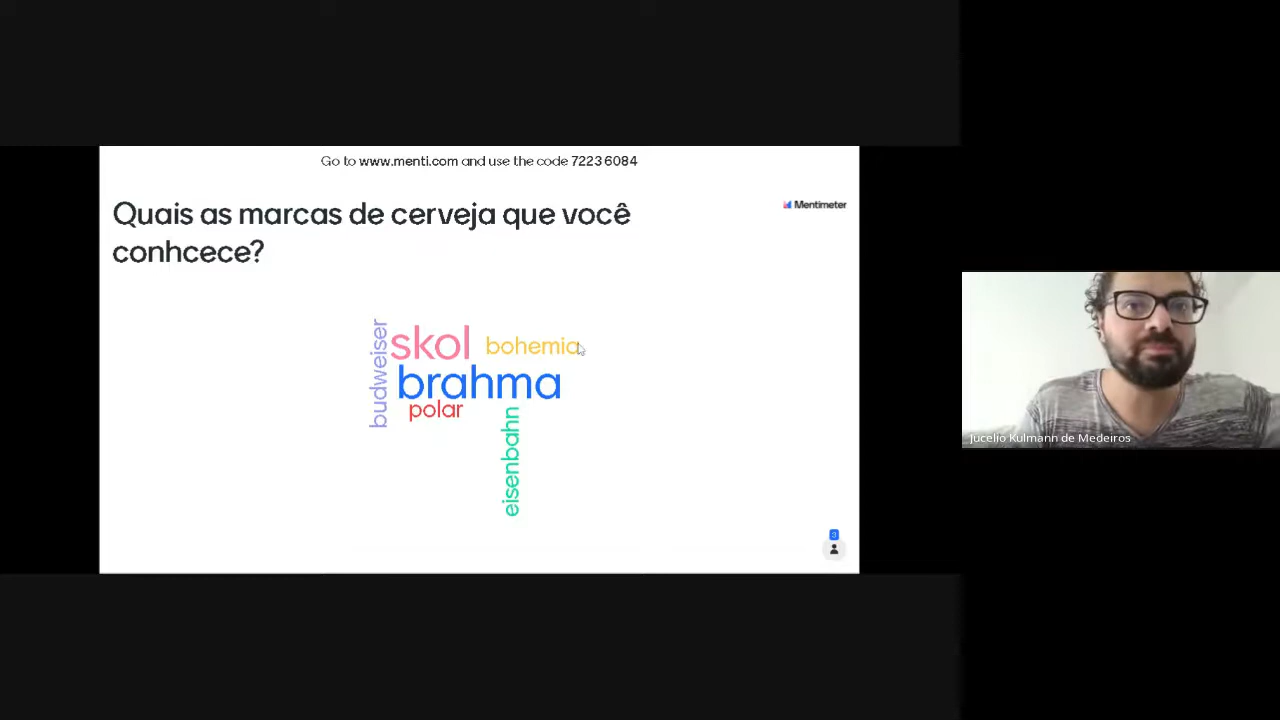 Go to www.menti.com and use the code 7223 6084
Mentimeter
Quais as marcas de cerveja que você
conhcece?
budweiser
skol
bohemia
brahma
polar
eisenbahn
3
Jucelio Kulmann de Medeiros